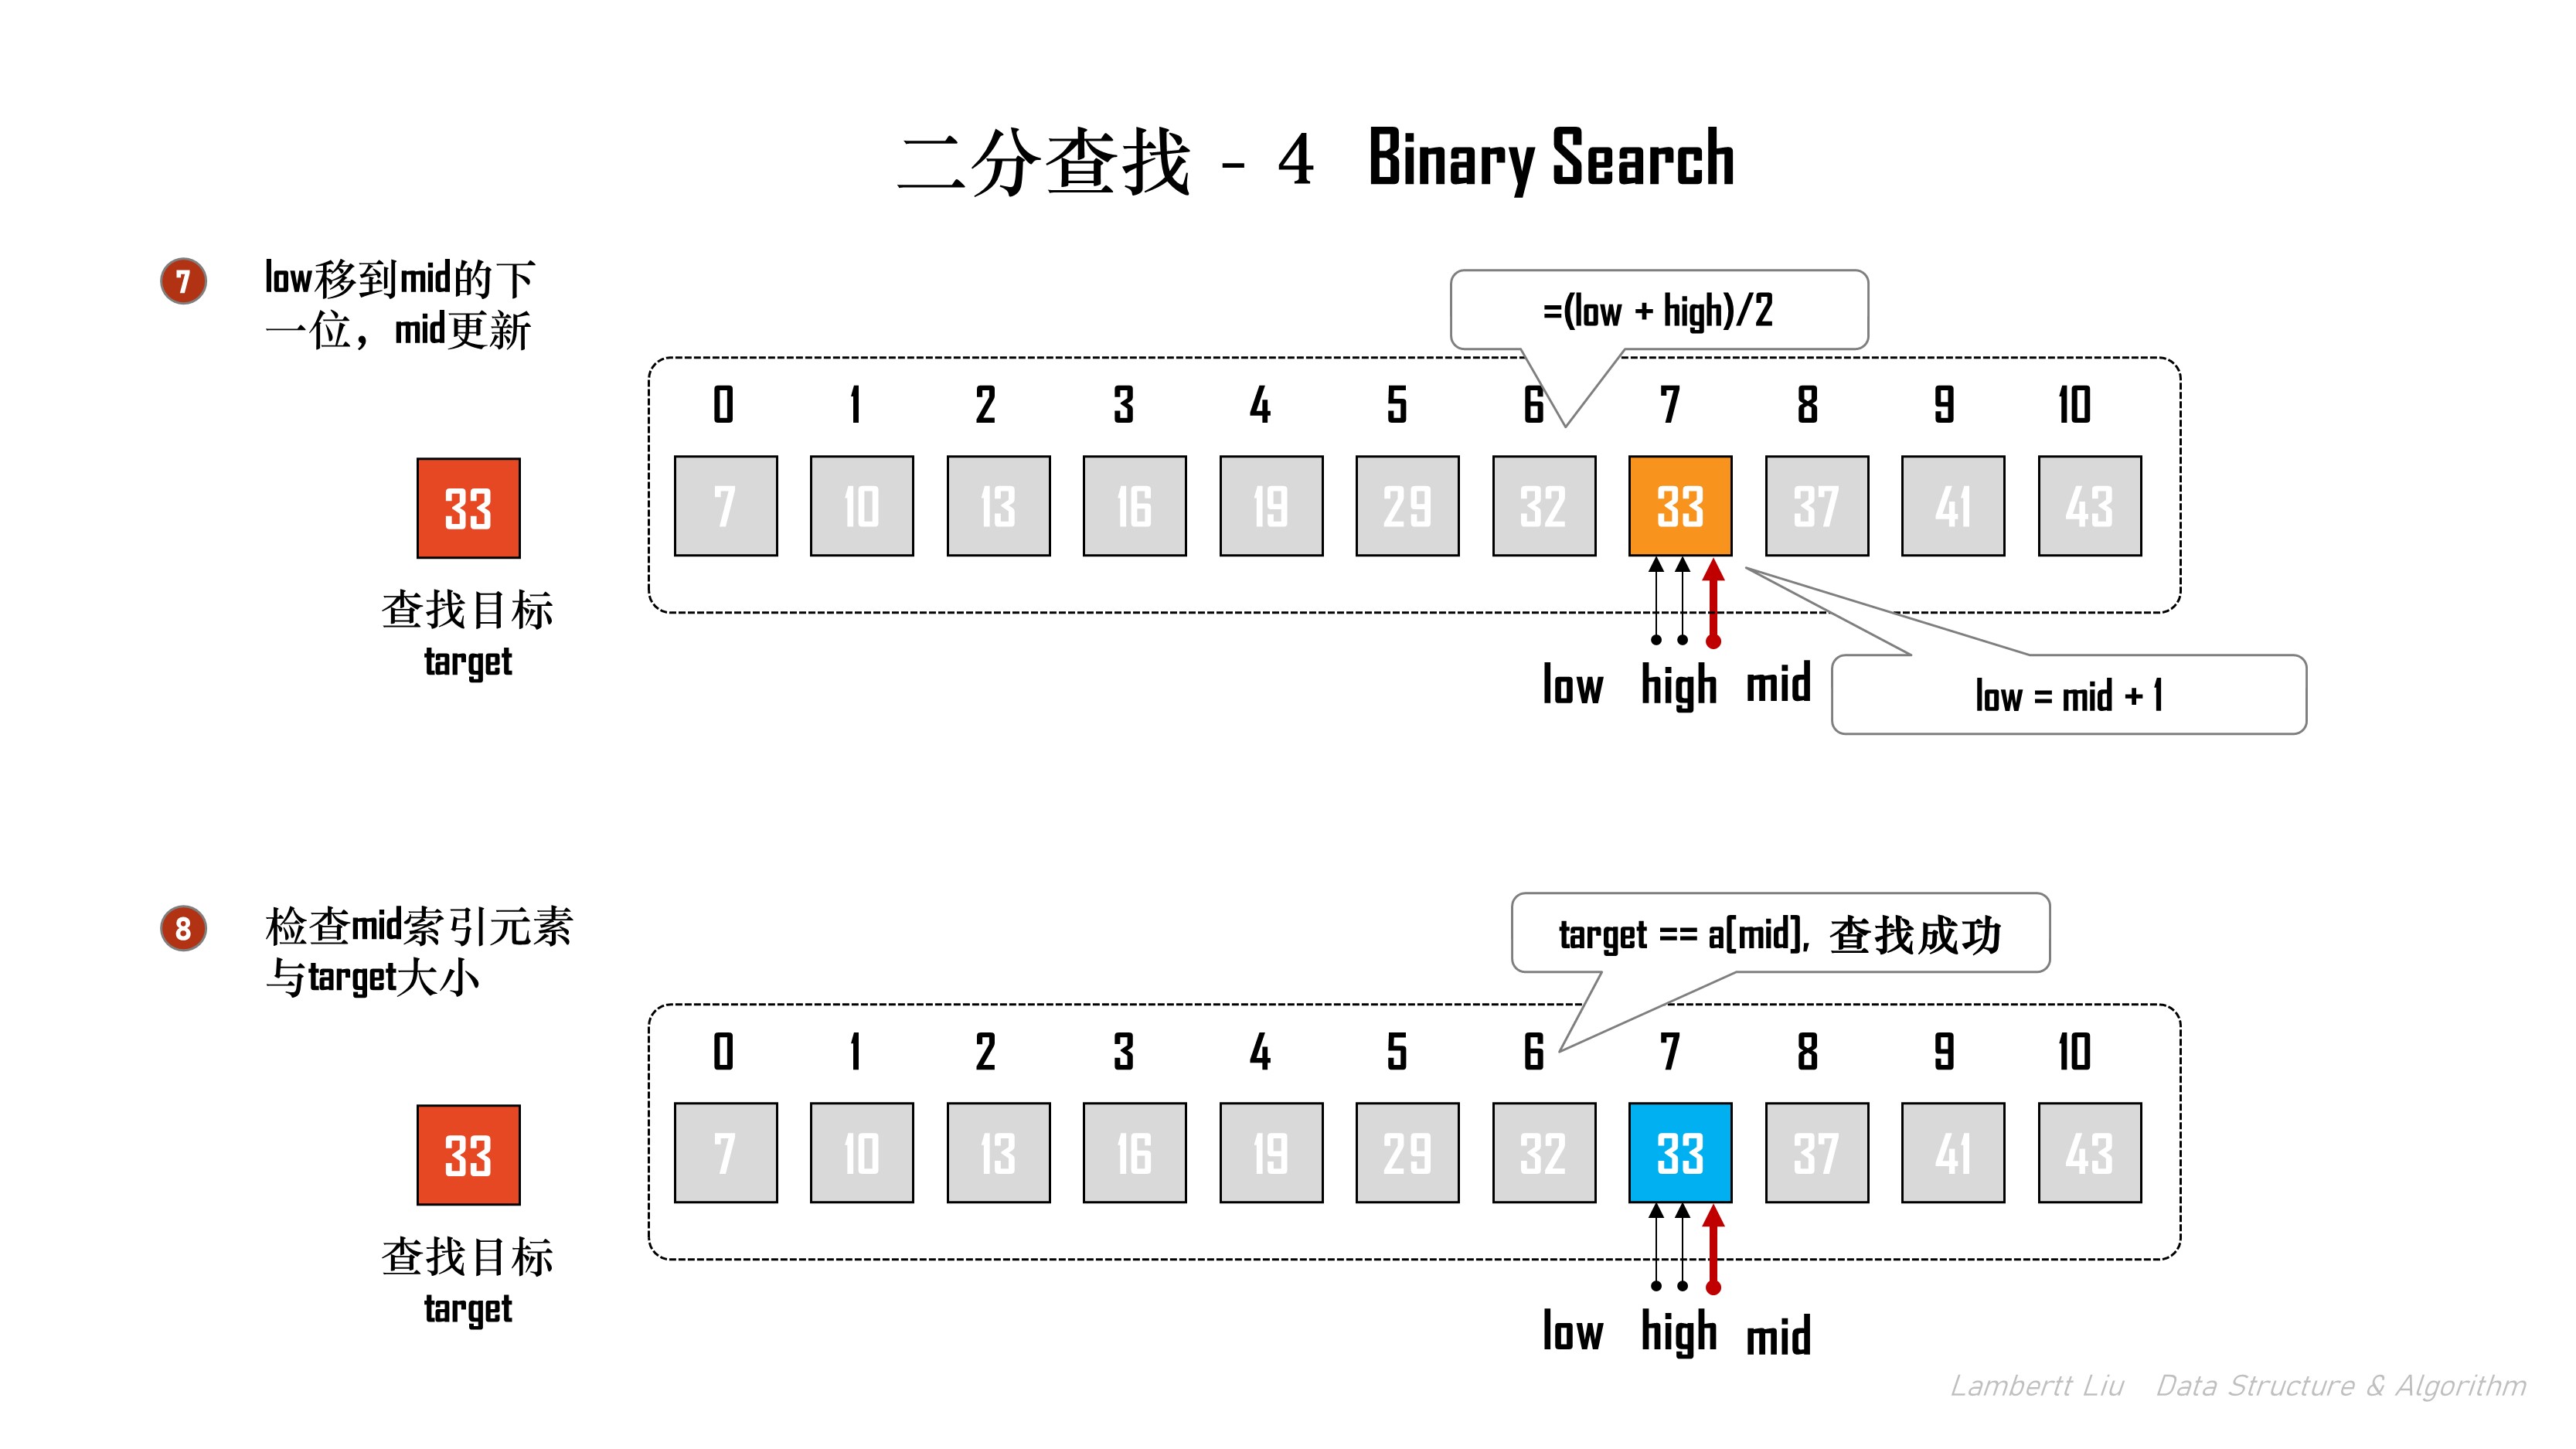 二分查找 - 4 Binary Search
7
low移到mid的下
一位，mid更新
=(low + high)/2
0 1 2 3 4 5 6 7 8 9 10
33
7 10 13 16 19 29 32 33 37 41 43
查找目标
target
low high mid
low = mid + 1
8
检查mid索引元素
与target大小
target == a[mid]，查找成功
0 1 2 3 4 5 6 7 8 9 10
33
7 10 13 16 19 29 32 33 37 41 43
查找目标
target
low high mid
Lambertt Liu Data Structure & Algorithm